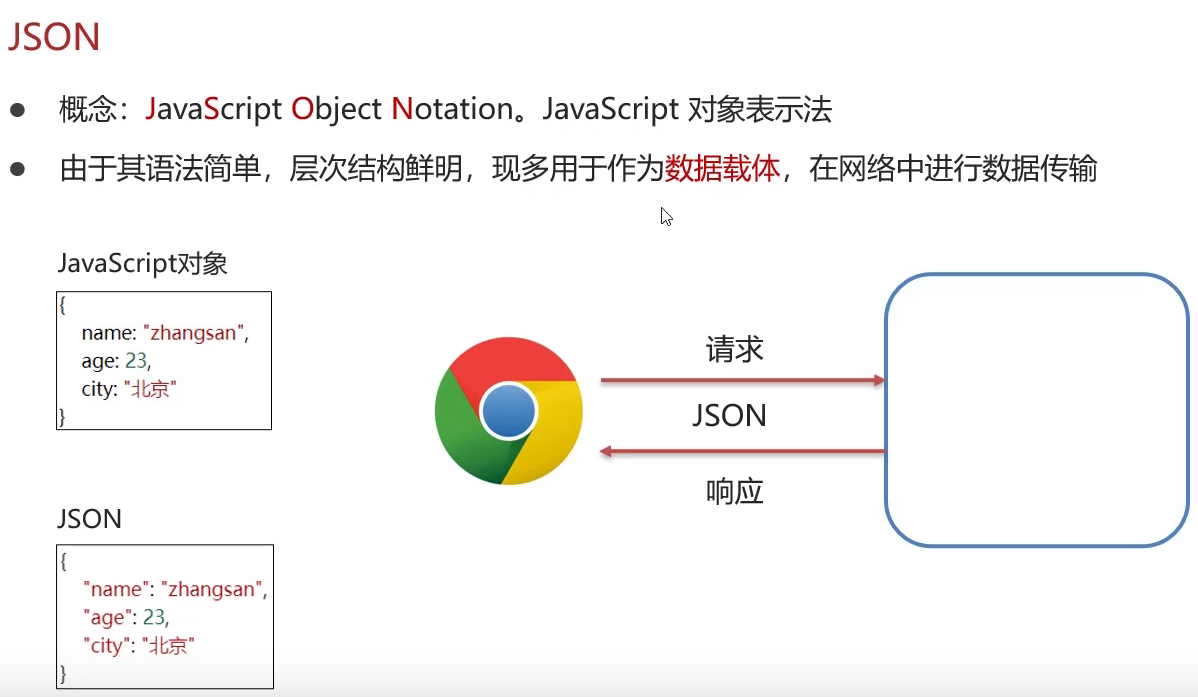 JSON
概念：JavaScript Object Notation。JavaScript 对象表示法
由于其语法简单，层次结构鲜明，现多用于作为数据载体，在网络中进行数据传输
JavaScript对象
{
name: "zhangsan",
age: 23,
city: "北京"
}
请求
JSON
响应
JSON
{
"name": "zhangsan",
"age": 23,
"city": "北京"
}